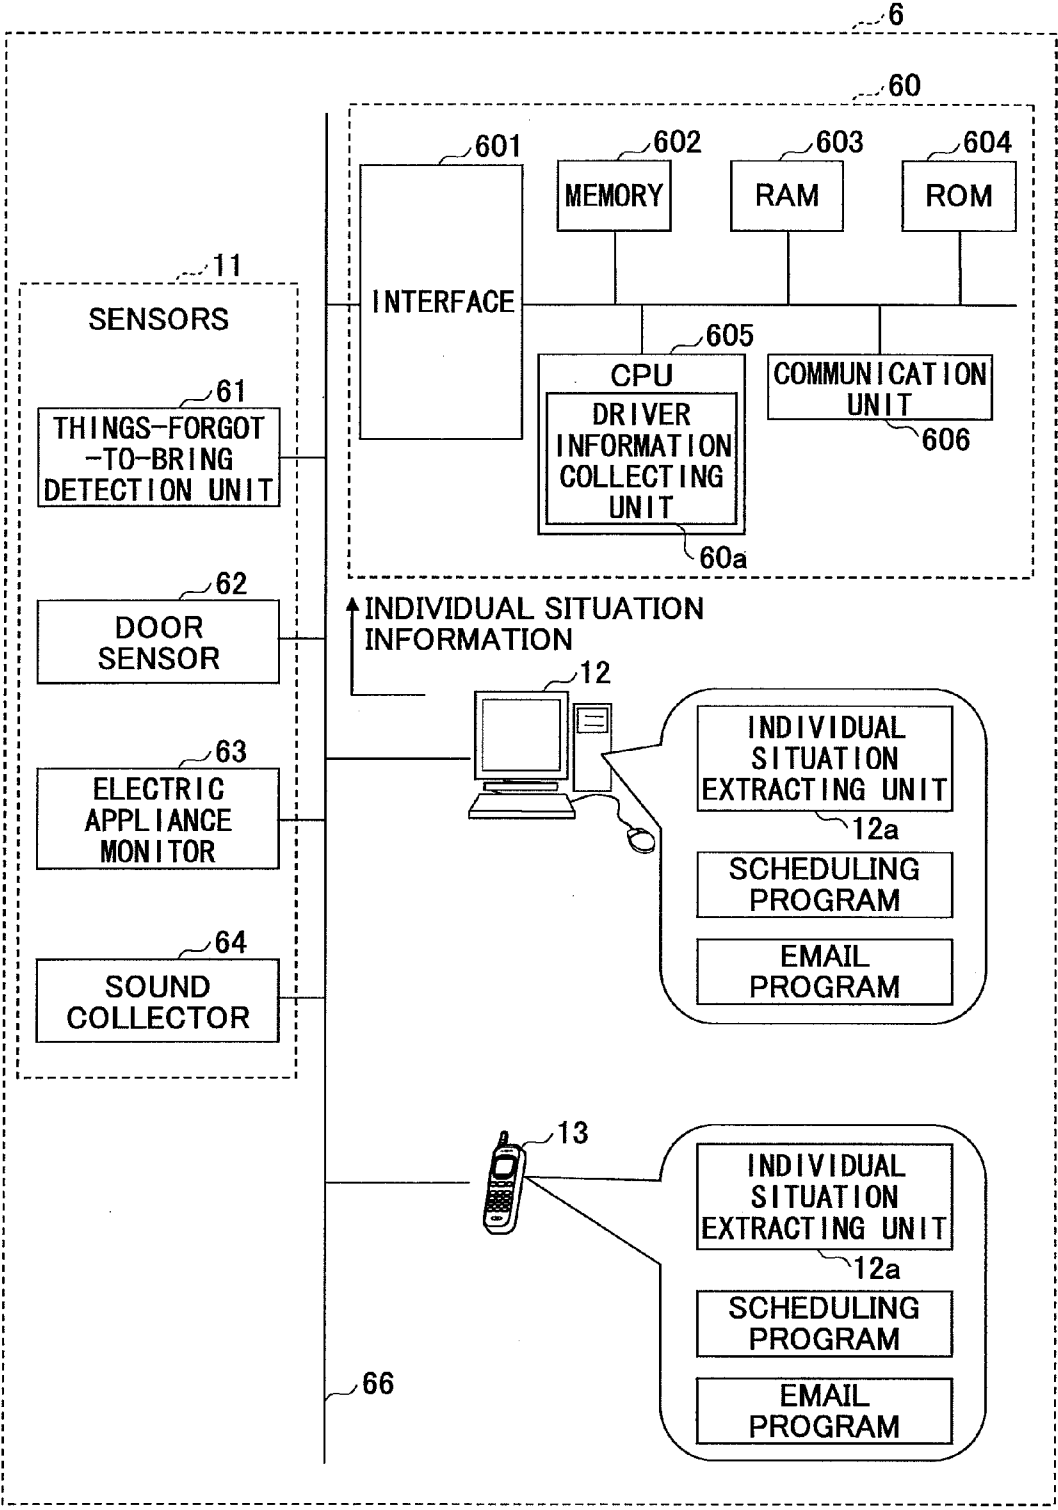 6
60
601
602
603
604
MEMORY
RAM
ROM
INTERFACE
605
CPU
DRIVER
INFORMATION
COLLECTING
UNIT
60a
COMMUNICATION
UNIT
606
11
SENSORS
61
THINGS-FORGOT
-TO-BRING
DETECTION UNIT
62
DOOR
SENSOR
63
ELECTRIC
APPLIANCE
MONITOR
64
SOUND
COLLECTOR
INDIVIDUAL SITUATION
INFORMATION
12
INDIVIDUAL
SITUATION
EXTRACTING UNIT
12a
SCHEDULING
PROGRAM
EMAIL
PROGRAM
13
INDIVIDUAL
SITUATION
EXTRACTING UNIT
12a
SCHEDULING
PROGRAM
EMAIL
PROGRAM
66